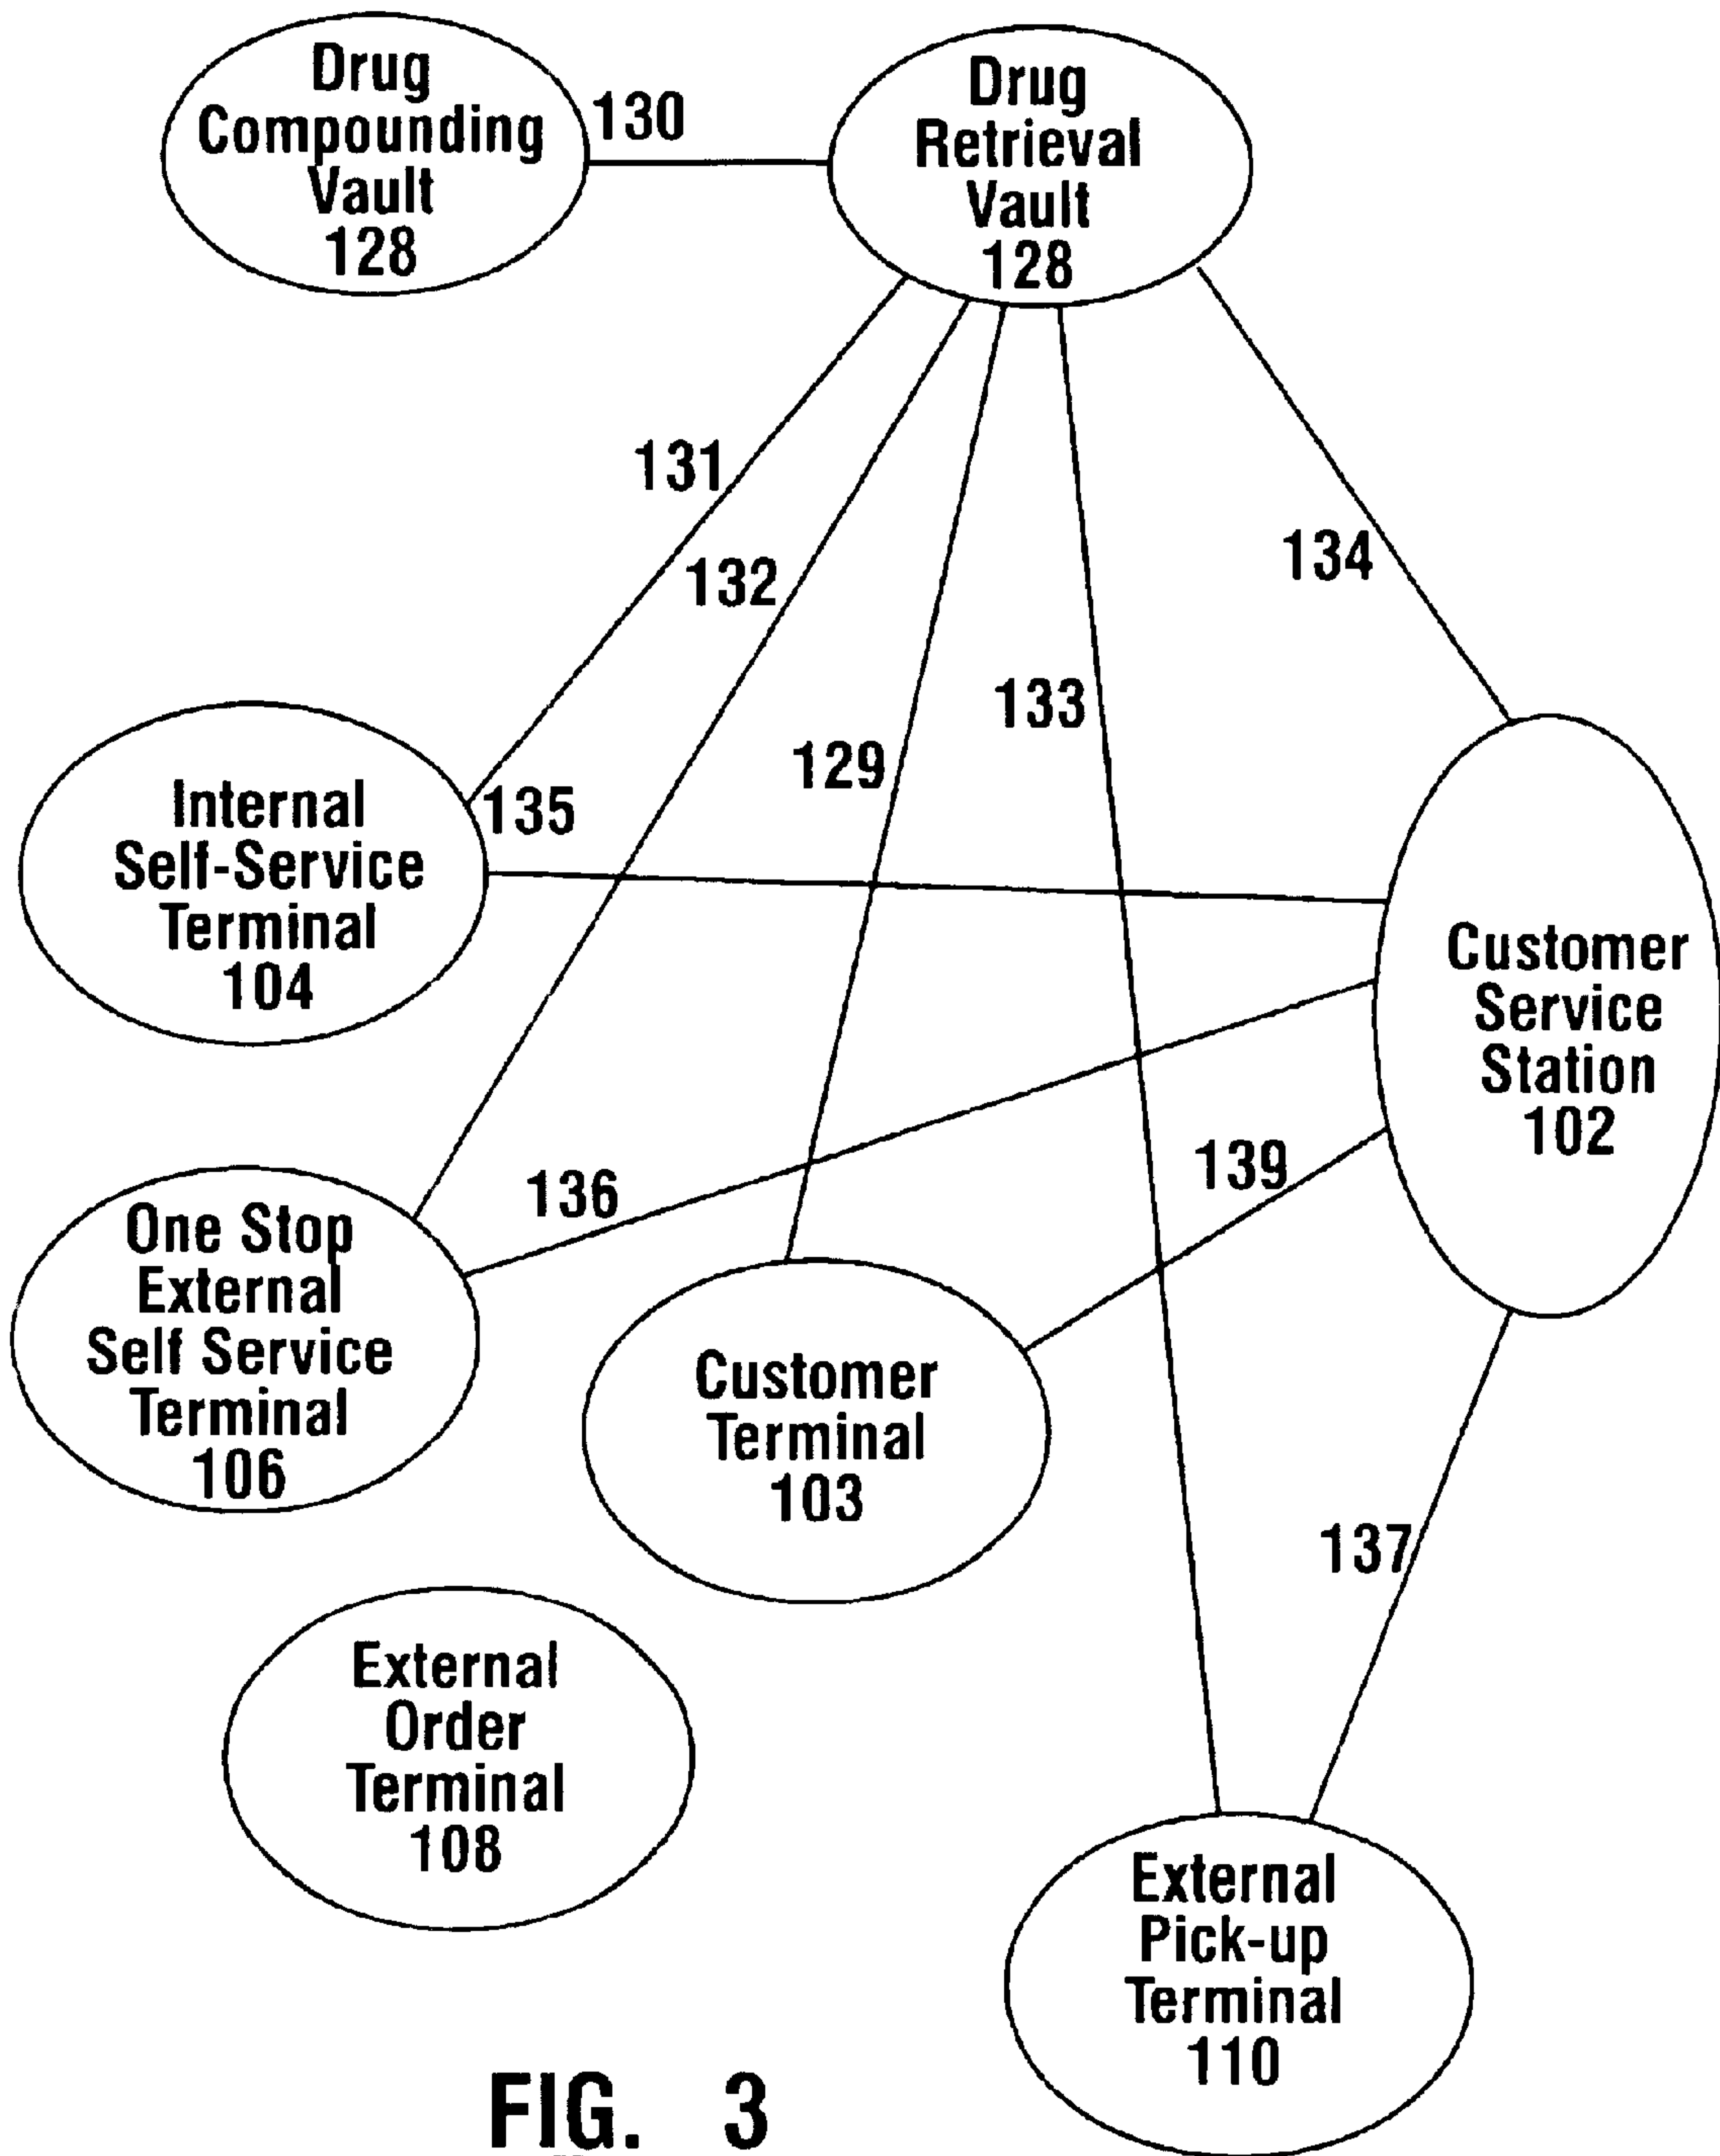 Drug
Compounding
Vault
128
130
Drug
Retrieval
Vault
128
131
132
134
133
129
135
Internal
Self-Service
Terminal
104
Customer
Service
Station
102
136
139
One Stop
External
Self Service
Terminal
106
Customer
Terminal
103
137
External
Order
Terminal
108
External
Pick-up
Terminal
110
FIG. 3